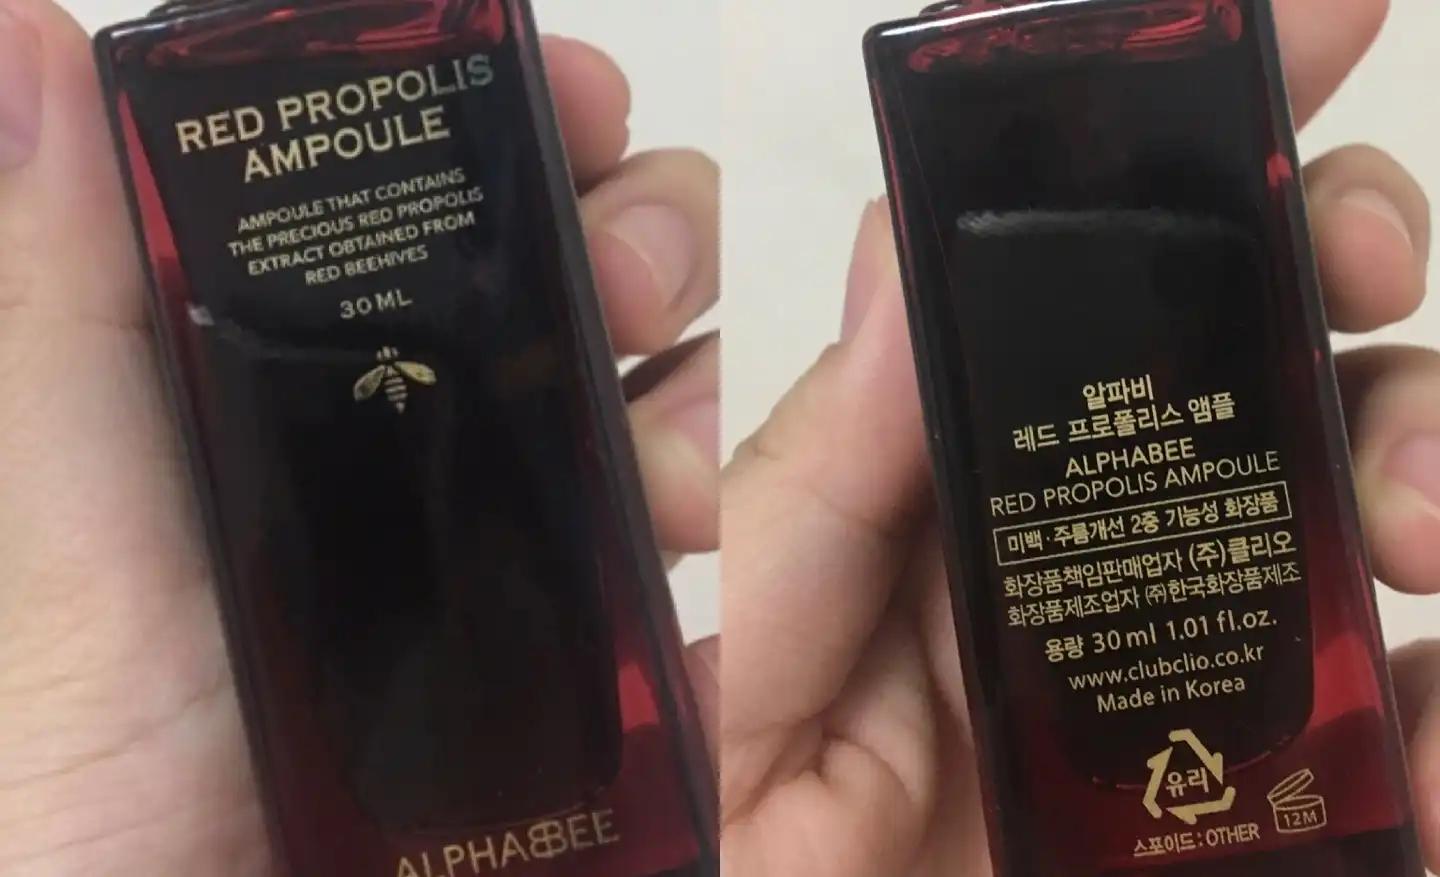 RED PROPOLIS
AMPOULE
AMPOULE THAT CONTAINS
THE PRECIOUS RED PROPOLIS
EXTRACT OBTAINED FROM
RED BEEHIVES
30 ML
ALPHABEE
알파비
레드 프로폴리스 앰플
ALPHABEE
RED PROPOLIS AMPOULE
미백·주름개선 2중 기능성 화장품
화장품책임판매업자 (주)클리오
화장품제조업자 (주)한국화장품제조
용량 30 ml 1.01 fl.oz.
www.clubclio.co.kr
Made in Korea
유리
12M
스포이드 : OTHER